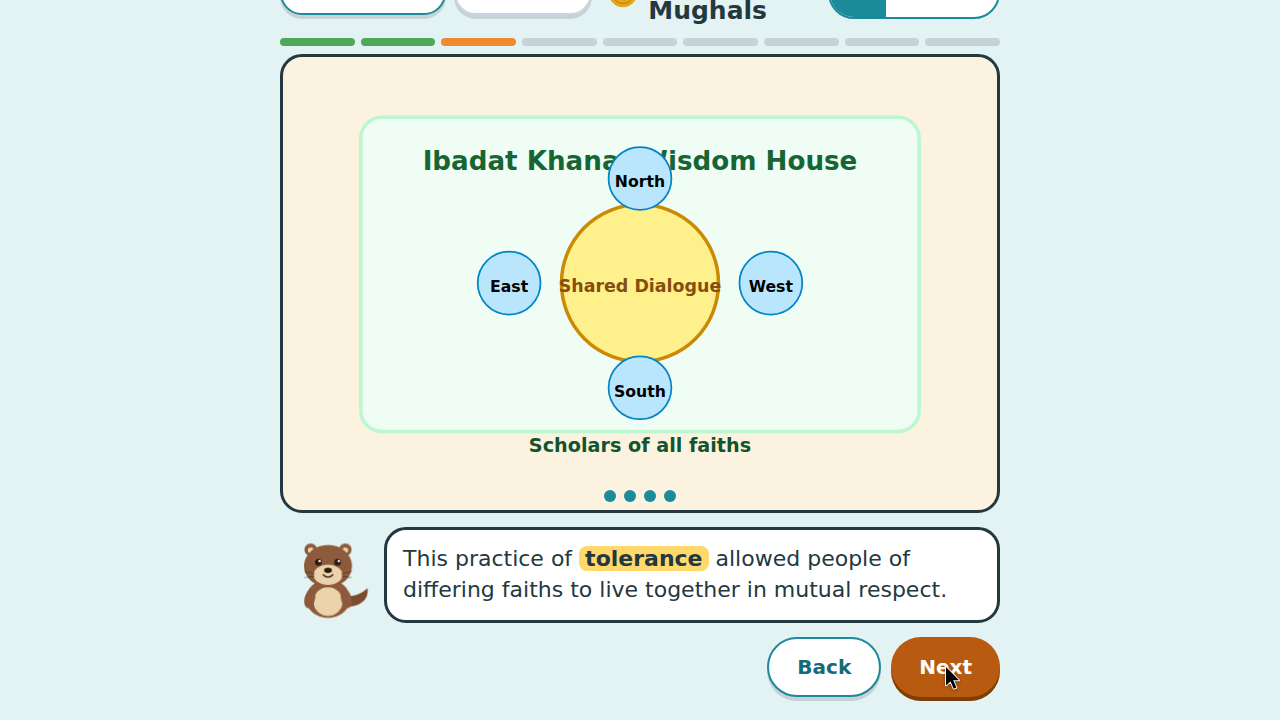 Mughals
Ibadat Khana Wisdom House
North
East
Shared Dialogue
West
South
Scholars of all faiths
This practice of tolerance allowed people of
differing faiths to live together in mutual respect.
Back
Next